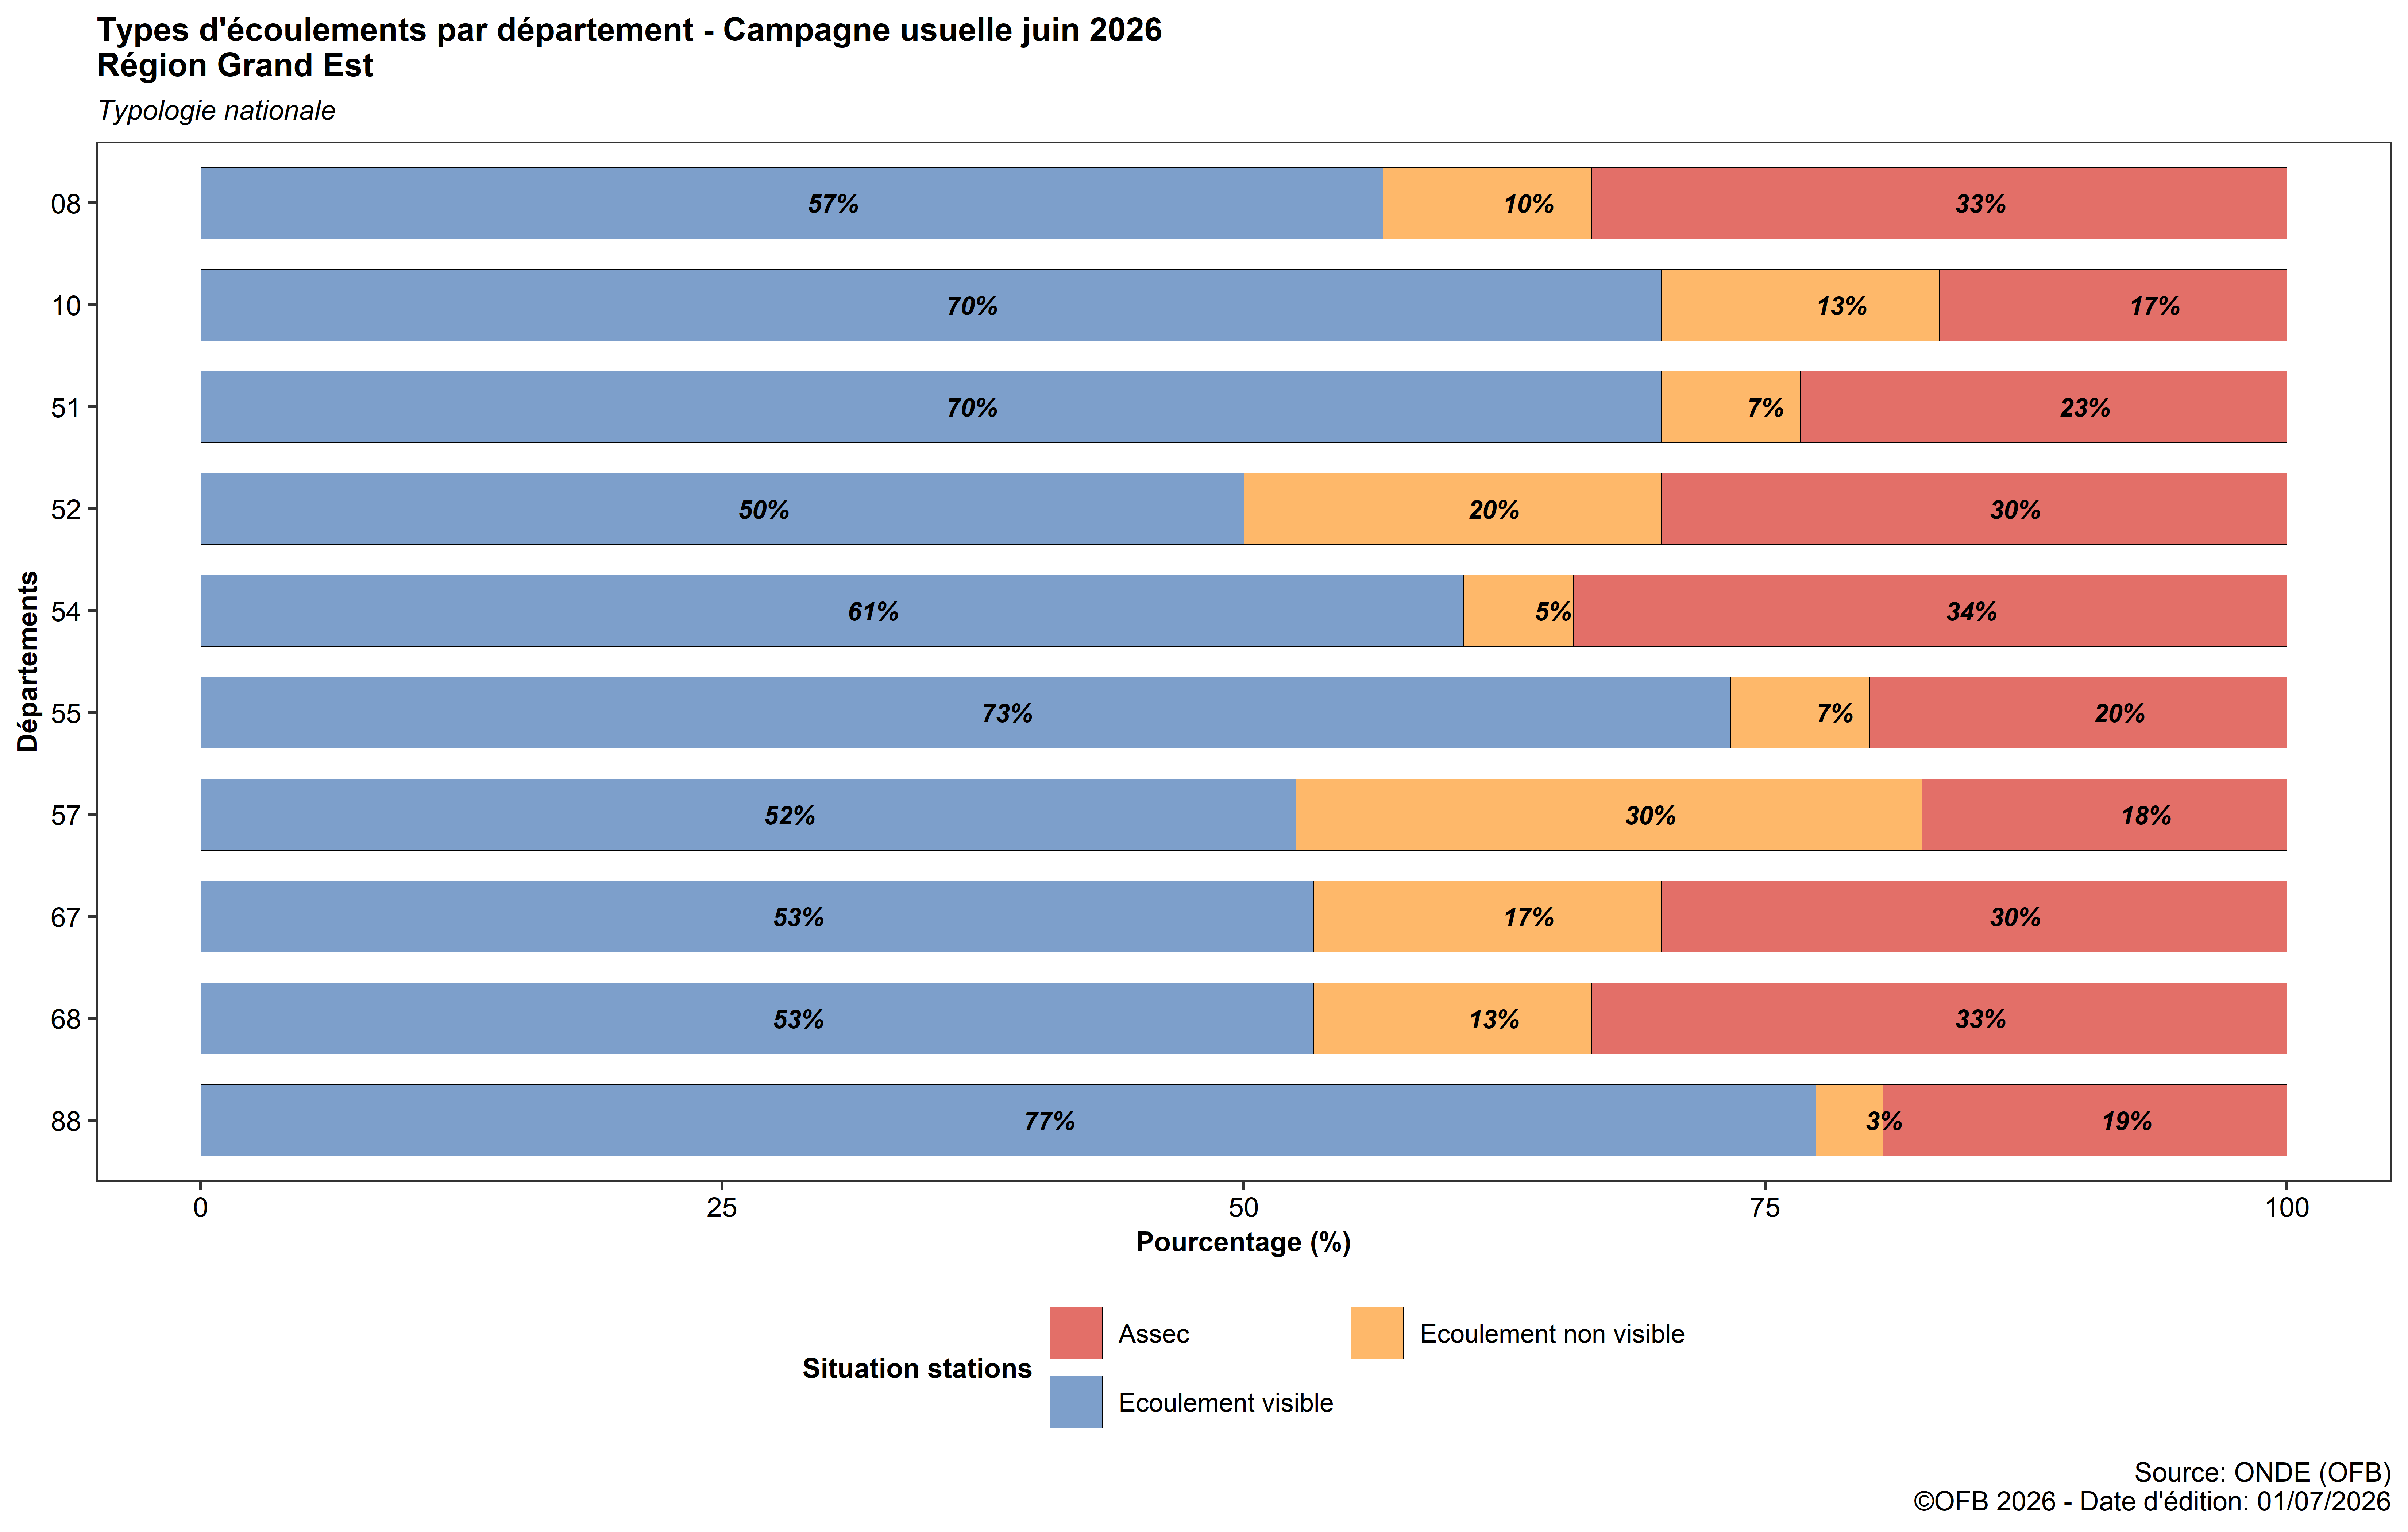 Types d'écoulements par département - Campagne usuelle juin 2026
Région Grand Est
Typologie nationale
Départements
08 57% 10% 33%
10 70% 13% 17%
51 70% 7% 23%
52 50% 20% 30%
54 61% 5% 34%
55 73% 7% 20%
57 52% 30% 18%
67 53% 17% 30%
68 53% 13% 33%
88 77% 3% 19%
0 25 50 75 100
Pourcentage (%)
Situation stations
Assec
Ecoulement visible
Ecoulement non visible
Source: ONDE (OFB)
©OFB 2026 - Date d'édition: 01/07/2026